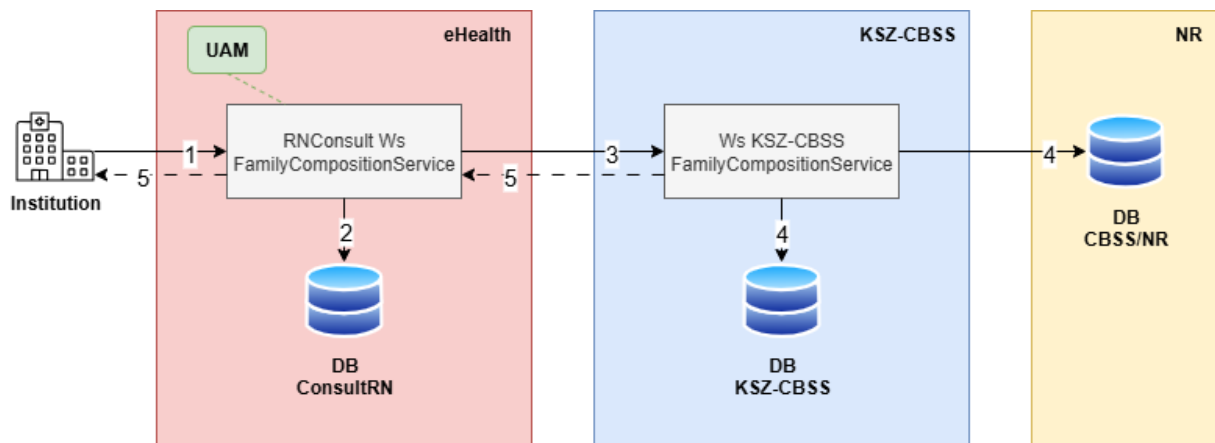 eHealth
KSZ-CBSS
NR
UAM
RNConsult Ws
FamilyCompositionService
Ws KSZ-CBSS
FamilyCompositionService
1
3
4
5
5
Institution
2
4
DB
CBSS/NR
DB
ConsultRN
DB
KSZ-CBSS